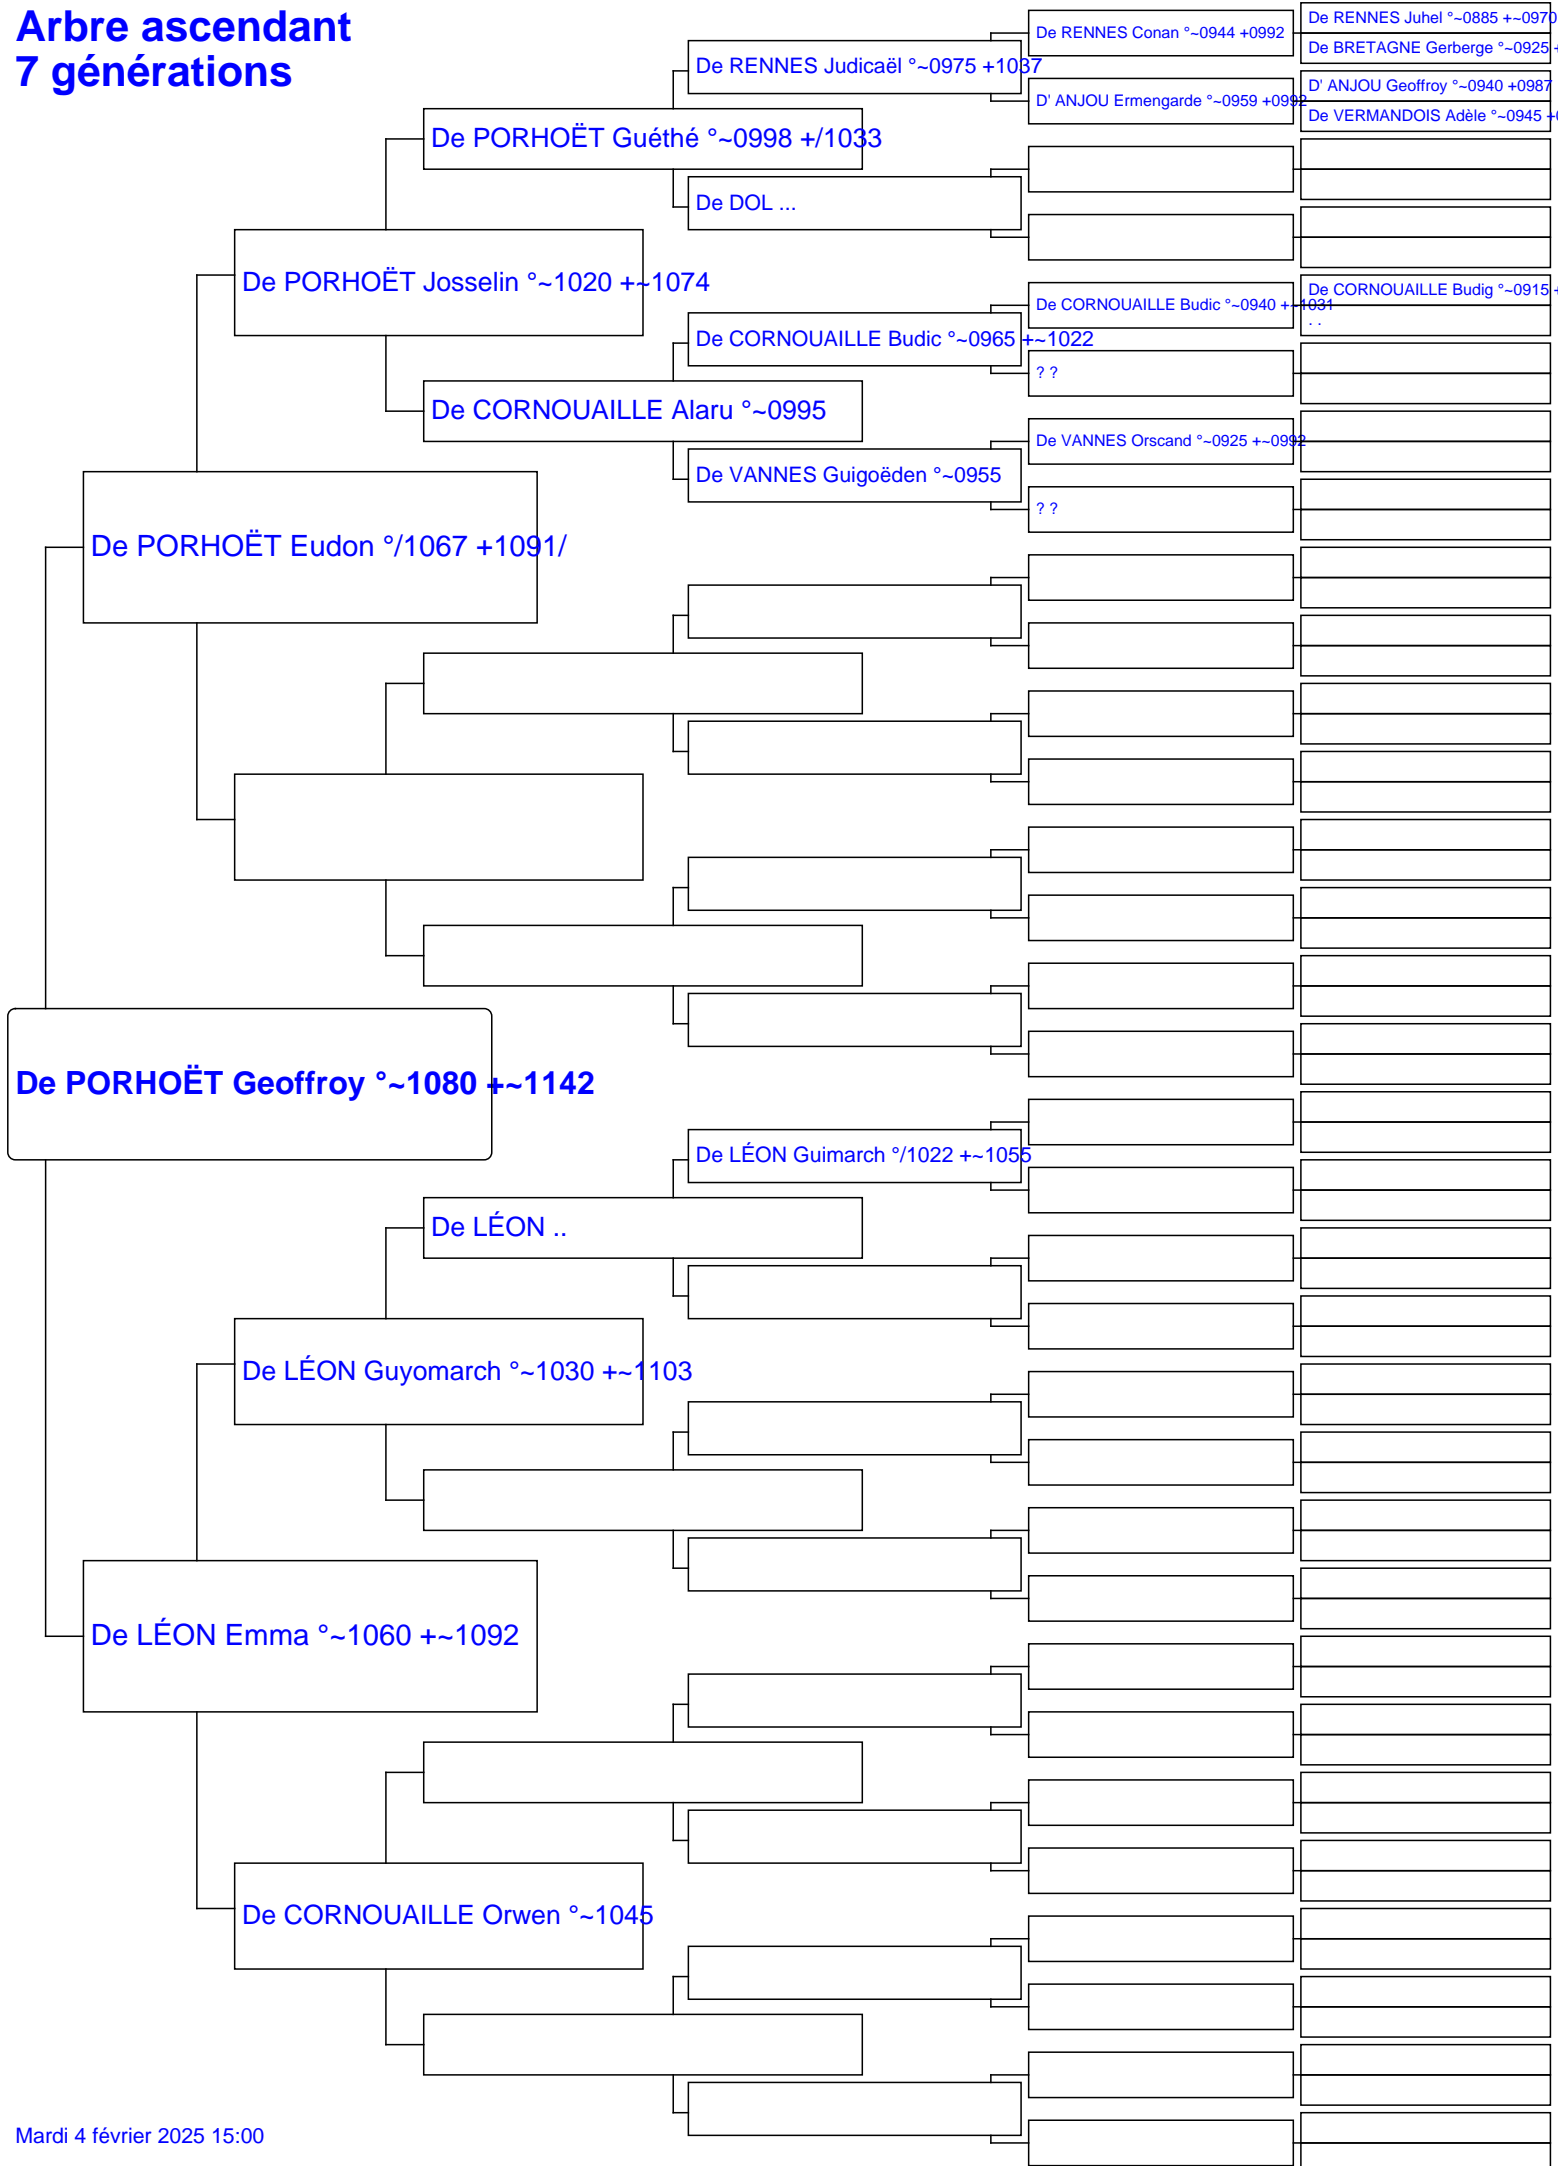 Arbre ascendant
7 générations
De RENNES Juhel °~0885 +~0970
De RENNES Conan °~0944 +0992
De BRETAGNE Gerberge °~0925 +
De RENNES Judicaël °~0975 +1037
D' ANJOU Geoffroy °~0940 +0987
D' ANJOU Ermengarde °~0959 +0992
De VERMANDOIS Adèle °~0945 +
De PORHOËT Guéthé °~0998 +/1033
De DOL ...
De PORHOËT Josselin °~1020 +~1074
De CORNOUAILLE Budig °~0915 +
De CORNOUAILLE Budic °~0940 +~1031
. .
De CORNOUAILLE Budic °~0965 +~1022
? ?
De CORNOUAILLE Alaru °~0995
De VANNES Orscand °~0925 +~0992
De VANNES Guigoëden °~0955
? ?
De PORHOËT Eudon °/1067 +1091/
De PORHOËT Geoffroy °~1080 +~1142
De LÉON Guimarch °/1022 +~1055
De LÉON ..
De LÉON Guyomarch °~1030 +~1103
De LÉON Emma °~1060 +~1092
De CORNOUAILLE Orwen °~1045
Mardi 4 février 2025 15:00